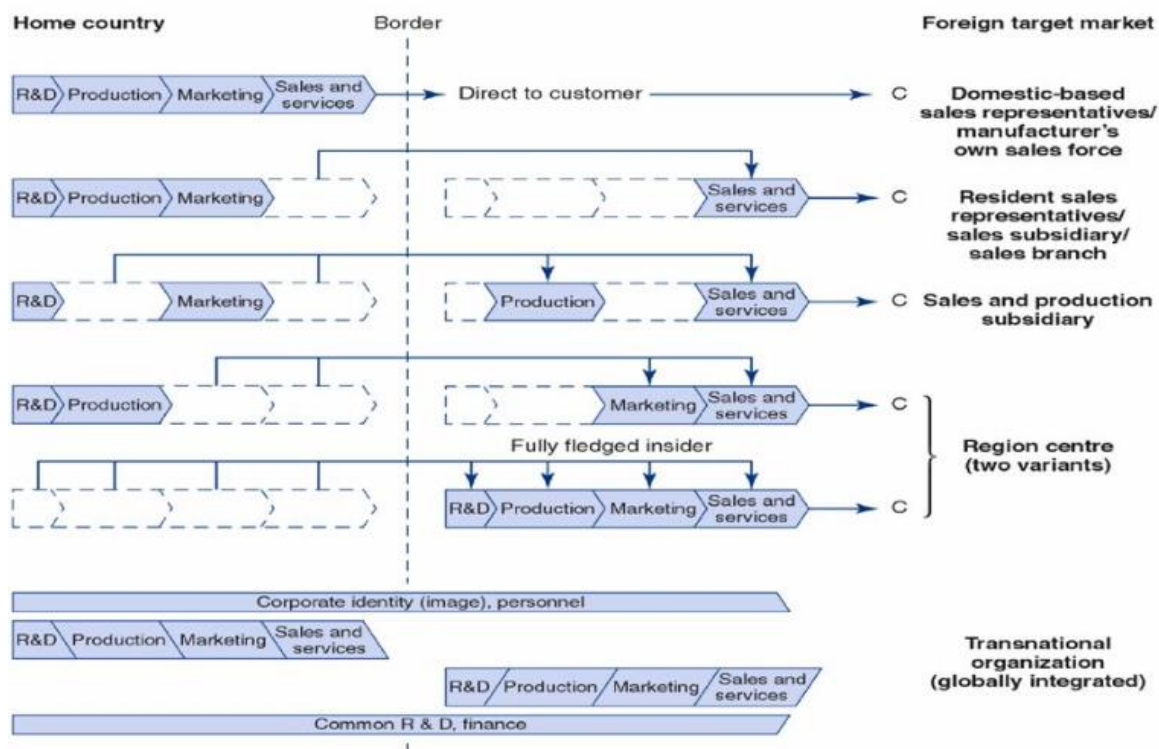 Home country
Border
Foreign target market
R&D
Production
Marketing
Sales and
services
Direct to customer
C
Domestic-based
sales representatives/
manufacturer's
own sales force
R&D
Production
Marketing
Sales and
services
C
Resident sales
representatives/
sales subsidiary/
sales branch
R&D
Marketing
Production
Sales and
services
C
Sales and production
subsidiary
R&D
Production
Marketing
Sales and
services
C
Fully fledged insider
Region centre
(two variants)
R&D
Production
Marketing
Sales and
services
C
Corporate identity (image), personnel
R&D
Production
Marketing
Sales and
services
R&D
Production
Marketing
Sales and
services
Transnational
organization
(globally integrated)
Common R & D, finance